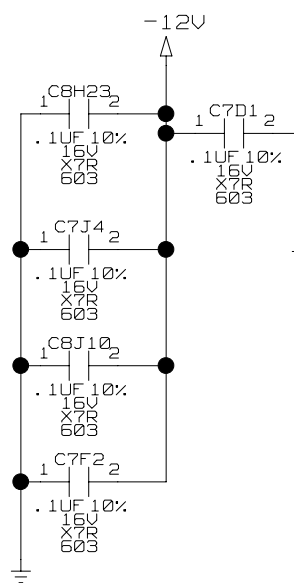 -12V
C8H23
1 2
.1UF 10%
16V
X7R
603
C7D1
1 2
.1UF 10%
16V
X7R
603
C7J4
1 2
.1UF 10%
16V
X7R
603
C8J10
1 2
.1UF 10%
16V
X7R
603
C7F2
1 2
.1UF 10%
16V
X7R
603